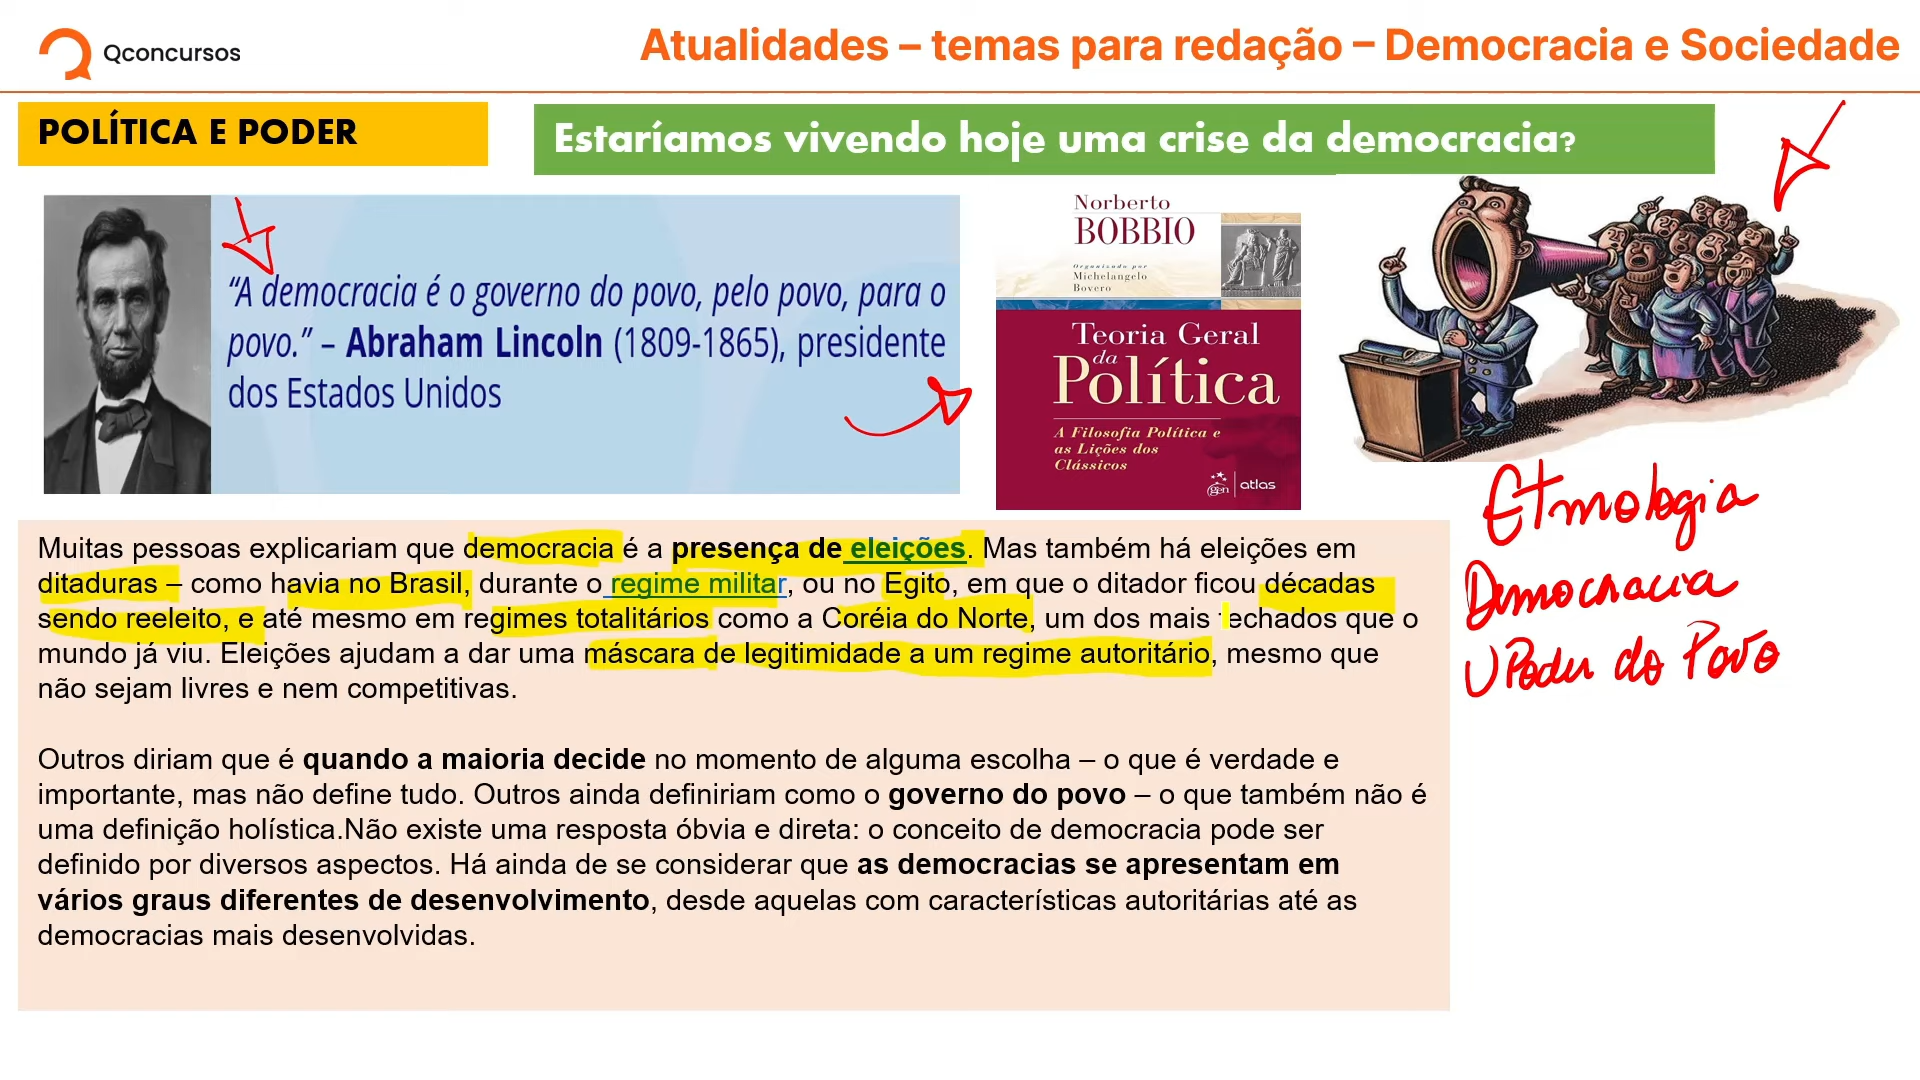 Qconcursos
Atualidades – temas para redação – Democracia e Sociedade
POLÍTICA E PODER
Estaríamos vivendo hoje uma crise da democracia?
“A democracia é o governo do povo, pelo povo, para o
povo.” – Abraham Lincoln (1809-1865), presidente
dos Estados Unidos
Norberto
BOBBIO
Organizado por
Michelangelo
Bovero
Teoria Geral
da
Política
A Filosofia Política e
as Lições dos
Clássicos
gen atlas
Etmologia
Democracia
Poder do Povo
Muitas pessoas explicariam que democracia é a presença de eleições. Mas também há eleições em
ditaduras – como havia no Brasil, durante o regime militar, ou no Egito, em que o ditador ficou décadas
sendo reeleito, e até mesmo em regimes totalitários como a Coréia do Norte, um dos mais fechados que o
mundo já viu. Eleições ajudam a dar uma máscara de legitimidade a um regime autoritário, mesmo que
não sejam livres e nem competitivas.
Outros diriam que é quando a maioria decide no momento de alguma escolha – o que é verdade e
importante, mas não define tudo. Outros ainda definiriam como o governo do povo – o que também não é
uma definição holística.Não existe uma resposta óbvia e direta: o conceito de democracia pode ser
definido por diversos aspectos. Há ainda de se considerar que as democracias se apresentam em
vários graus diferentes de desenvolvimento, desde aquelas com características autoritárias até as
democracias mais desenvolvidas.